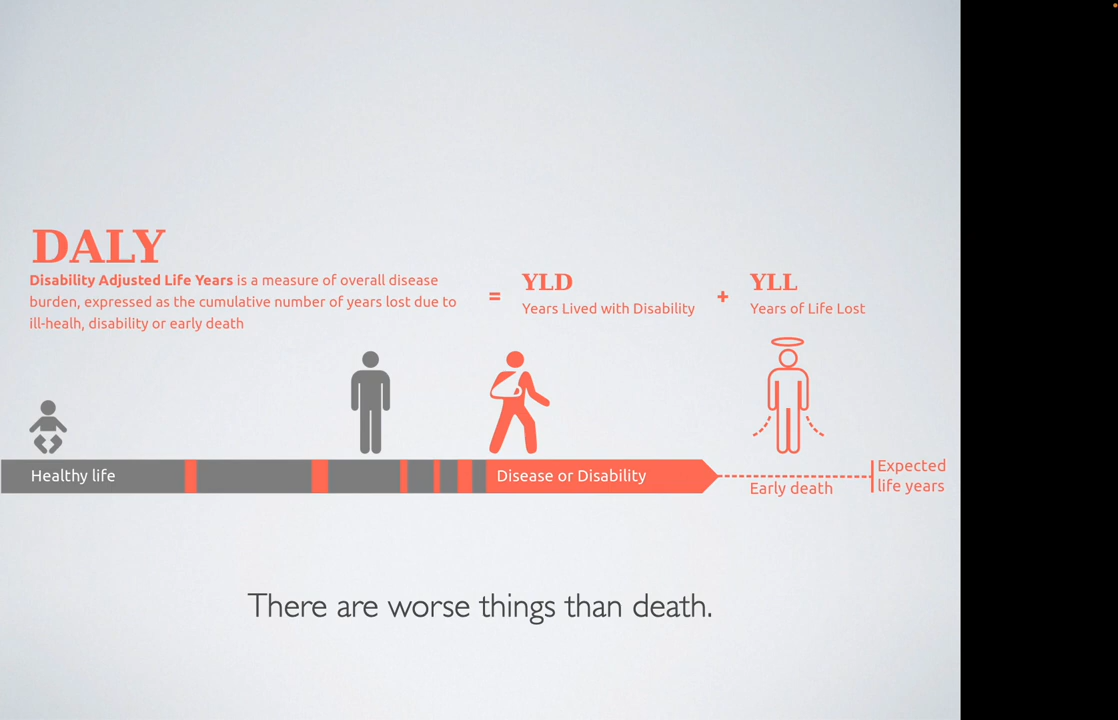 DALY
Disability Adjusted Life Years is a measure of overall disease
burden, expressed as the cumulative number of years lost due to
ill-healh, disability or early death
=
YLD
Years Lived with Disability
+
YLL
Years of Life Lost
Healthy life
Disease or Disability
Early death
Expected
life years
There are worse things than death.